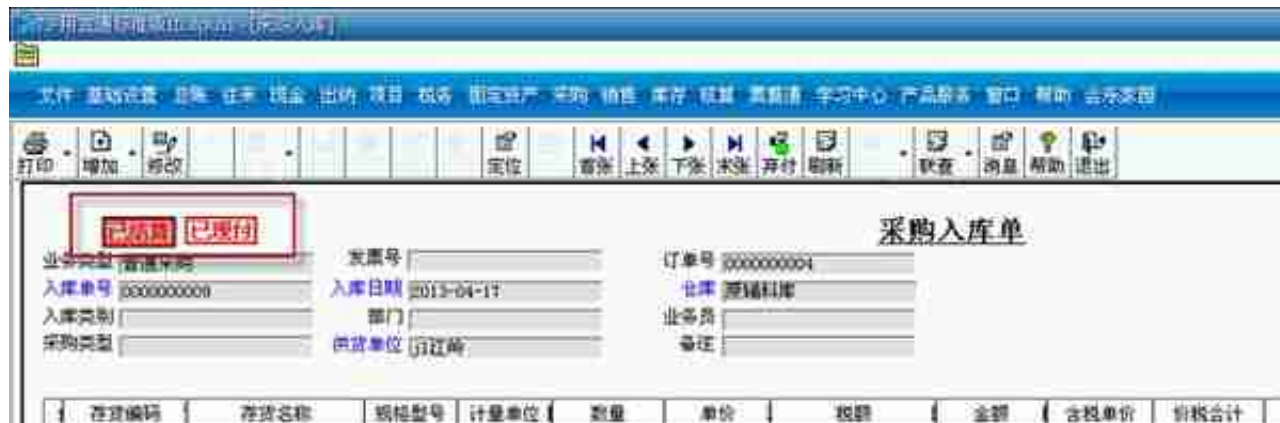 文件 基础设置 总账 往来 现金 出纳 项目 税务 固定资产 采购 销售 库存 核算 票据通 学习中心 产品服务 窗口 帮助 会员家园
打印 增加 修改 定位 首张 上张 下张 末张 弃付 刷新 联查 消息 帮助 退出
已结算 已现付
采购入库单
业务类型 普通采购 发票号 订单号 0000000004
入库单号 0000000009 入库日期 2013-04-17 仓库 原辅料库
入库类别 部门 业务员
采购类型 供货单位 备注
存货编码 存货名称 规格型号 计量单位 数量 单价 税额 金额 含税单价 价税合计